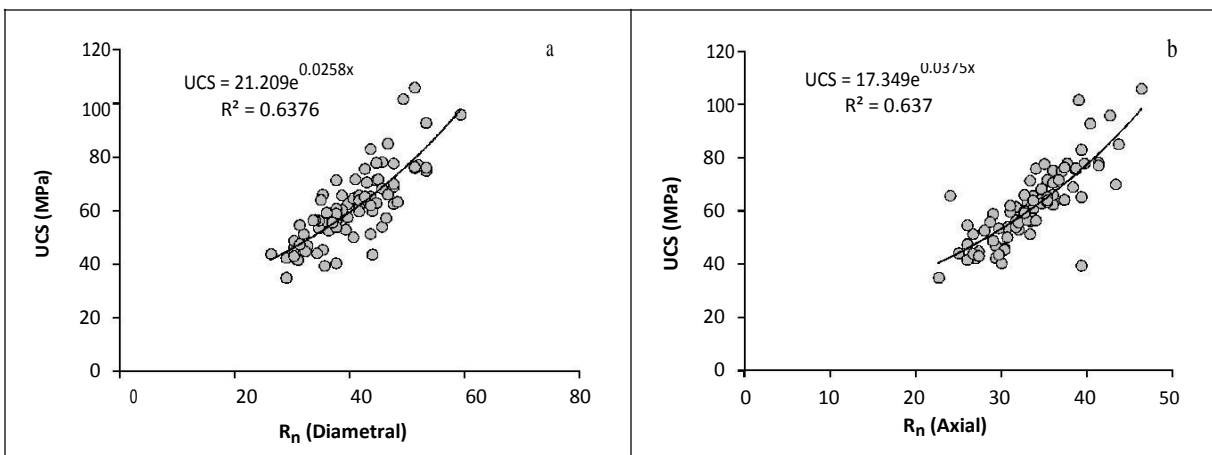 a
120
UCS = 21.209e^0.0258x
R² = 0.6376
100
80
60
40
20
0
UCS (MPa)
0 20 40 60 80
Rₙ (Diametral)
b
120
UCS = 17.349e^0.0375x
R² = 0.637
100
80
60
40
20
0
UCS (MPa)
0 10 20 30 40 50
Rₙ (Axial)